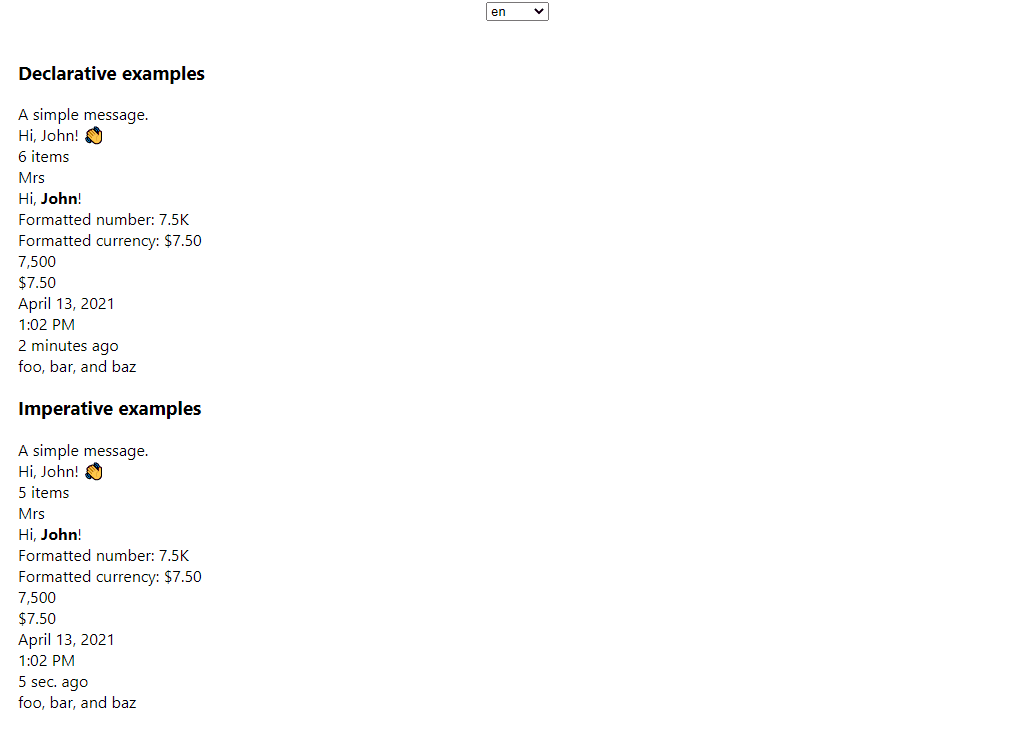 en
Declarative examples
A simple message.
Hi, John! 👋
6 items
Mrs
Hi, John!
Formatted number: 7.5K
Formatted currency: $7.50
7,500
$7.50
April 13, 2021
1:02 PM
2 minutes ago
foo, bar, and baz
Imperative examples
A simple message.
Hi, John! 👋
5 items
Mrs
Hi, John!
Formatted number: 7.5K
Formatted currency: $7.50
7,500
$7.50
April 13, 2021
1:02 PM
5 sec. ago
foo, bar, and baz